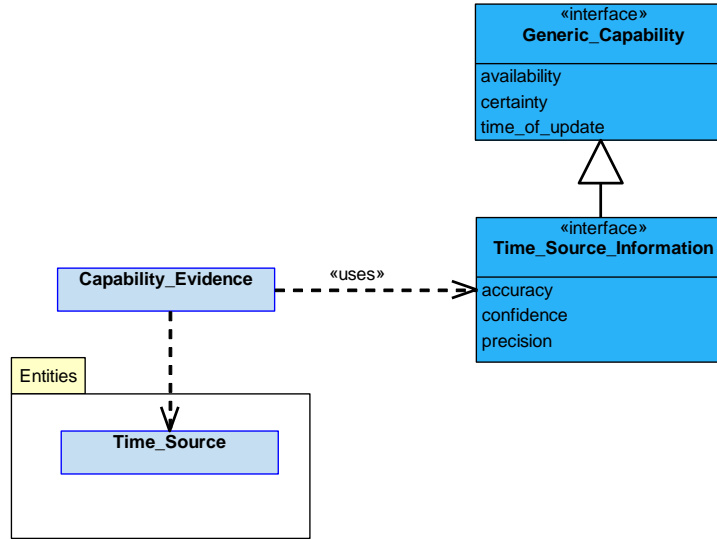 «interface»
Generic_Capability
availability
certainty
time_of_update
«interface»
Time_Source_Information
accuracy
confidence
precision
Capability_Evidence
«uses»
Entities
Time_Source